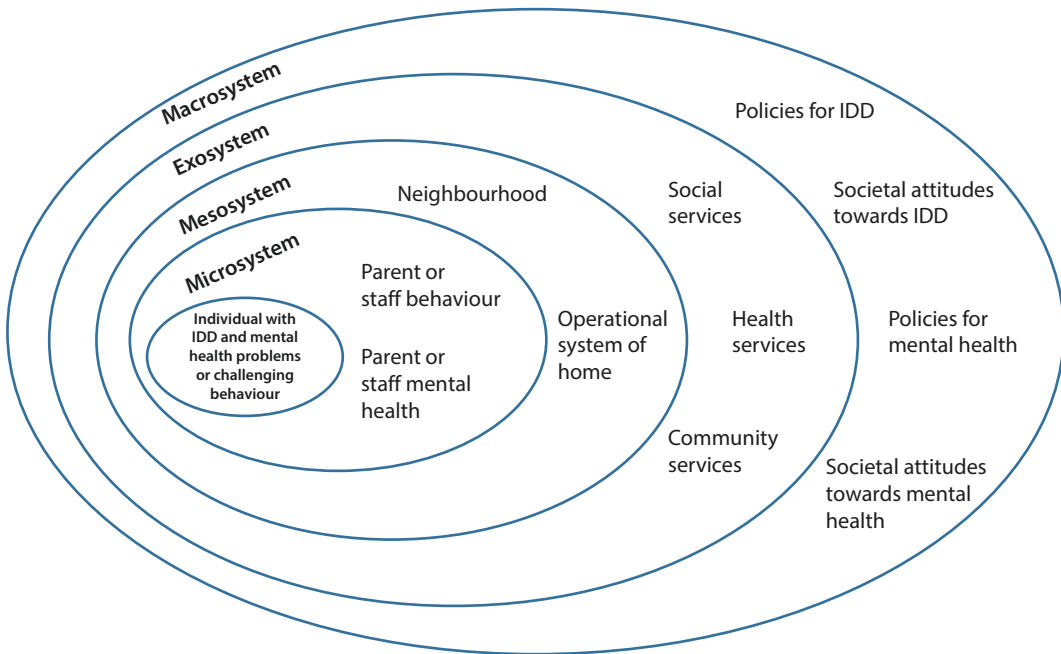 Macrosystem
Exosystem
Mesosystem
Microsystem
Individual with
IDD and mental
health problems
or challenging
behaviour
Parent or
staff behaviour
Parent or
staff mental
health
Neighbourhood
Operational
system of
home
Social
services
Health
services
Community
services
Policies for IDD
Societal attitudes
towards IDD
Policies for
mental health
Societal attitudes
towards mental
health